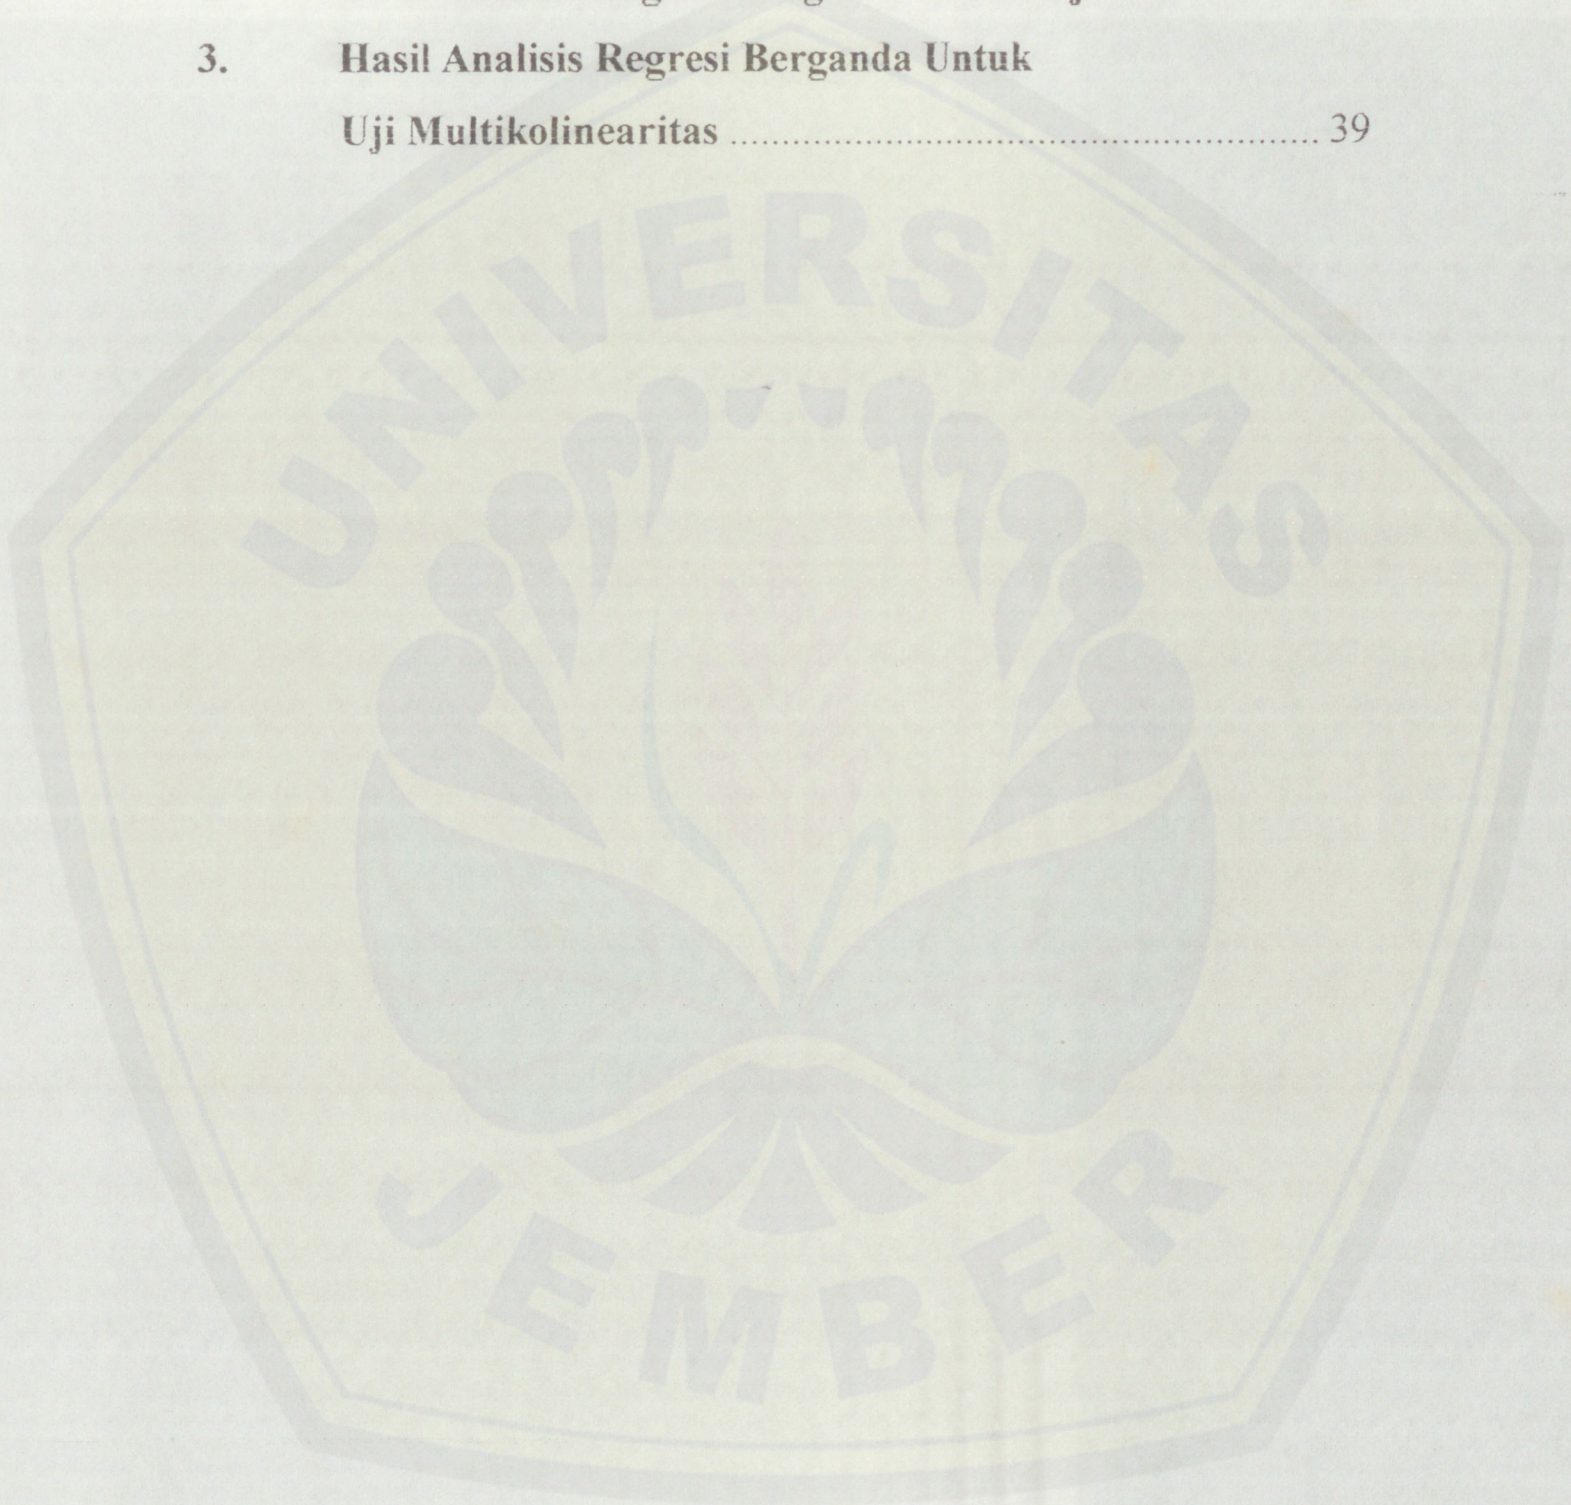 3. Hasil Analisis Regresi Berganda Untuk
Uji Multikolinearitas ........................................................ 39
UNIVERSITAS
JEMBER